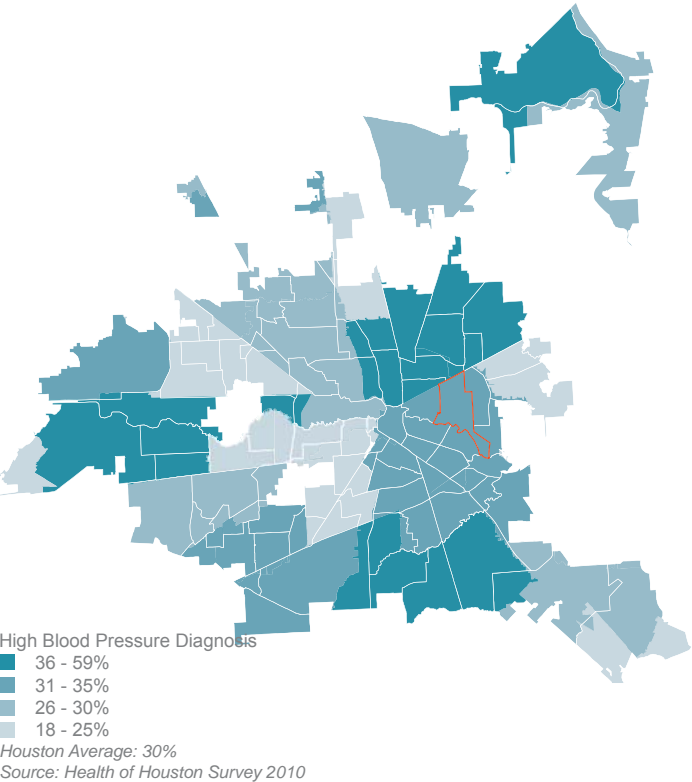 High Blood Pressure Diagnosis
36 - 59%
31 - 35%
26 - 30%
18 - 25%
Houston Average: 30%
Source: Health of Houston Survey 2010